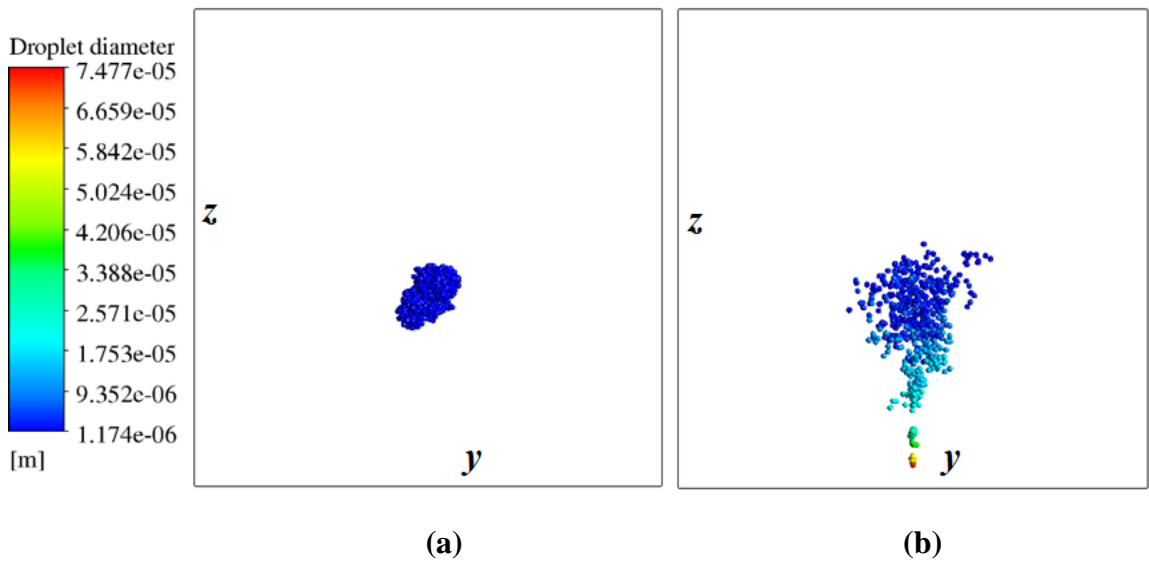 Droplet diameter
7.477e-05
6.659e-05
5.842e-05
5.024e-05
4.206e-05
3.388e-05
2.571e-05
1.753e-05
9.352e-06
1.174e-06
[m]
z
y
(a)
z
y
(b)